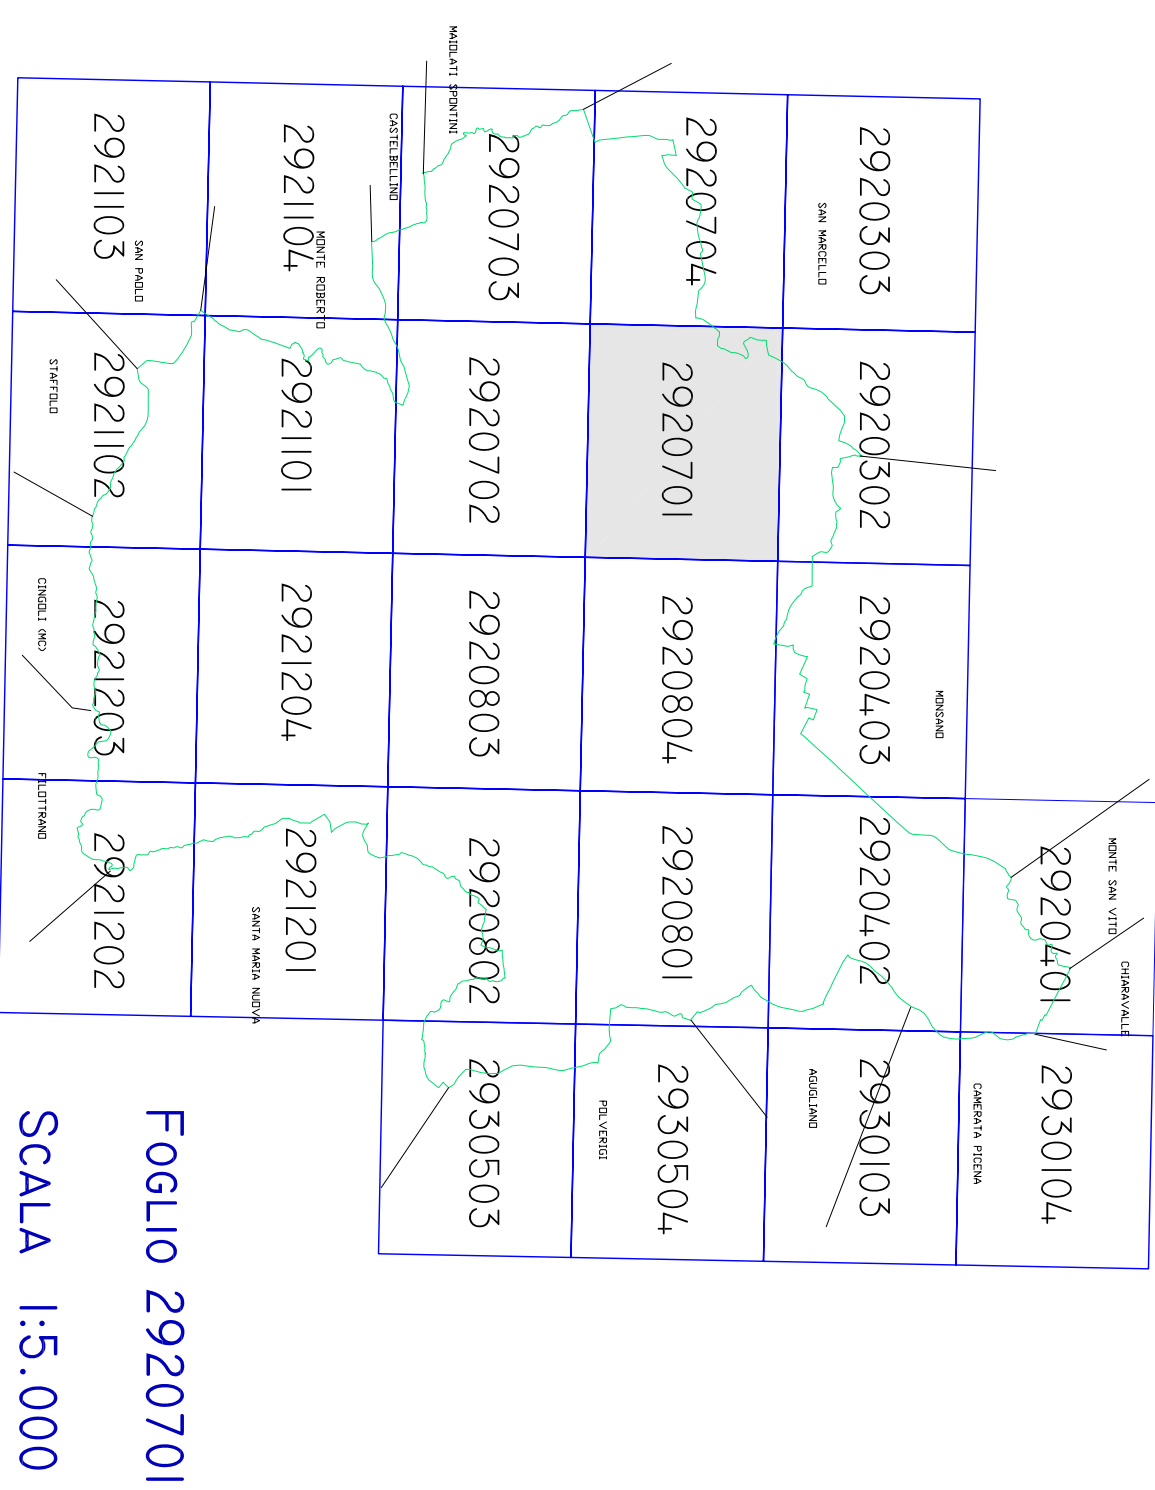 CHIARAVALLE
MONTE SAN VITO
2920401
2930104
CAMERATA PICENA
MONSANO
2920303
2920302
2920403
2920402
2930103
SAN MARCELLO
AGUGLIANO
2920704
2920701
2920804
2920801
2930504
POLVERIGI
MAIOLATI SPONTINI
2920703
2920702
2920803
2920802
2930503
CASTELBELLINO
MONTE ROBERTO
2921104
2921101
2921204
2921201
SANTA MARIA NUOVA
SAN PAOLO
2921103
2921102
2921203
2921202
STAFFOLO
CINGOLI (MC)
FILOTTRANO
FOGLIO 2920701
SCALA 1:5.000